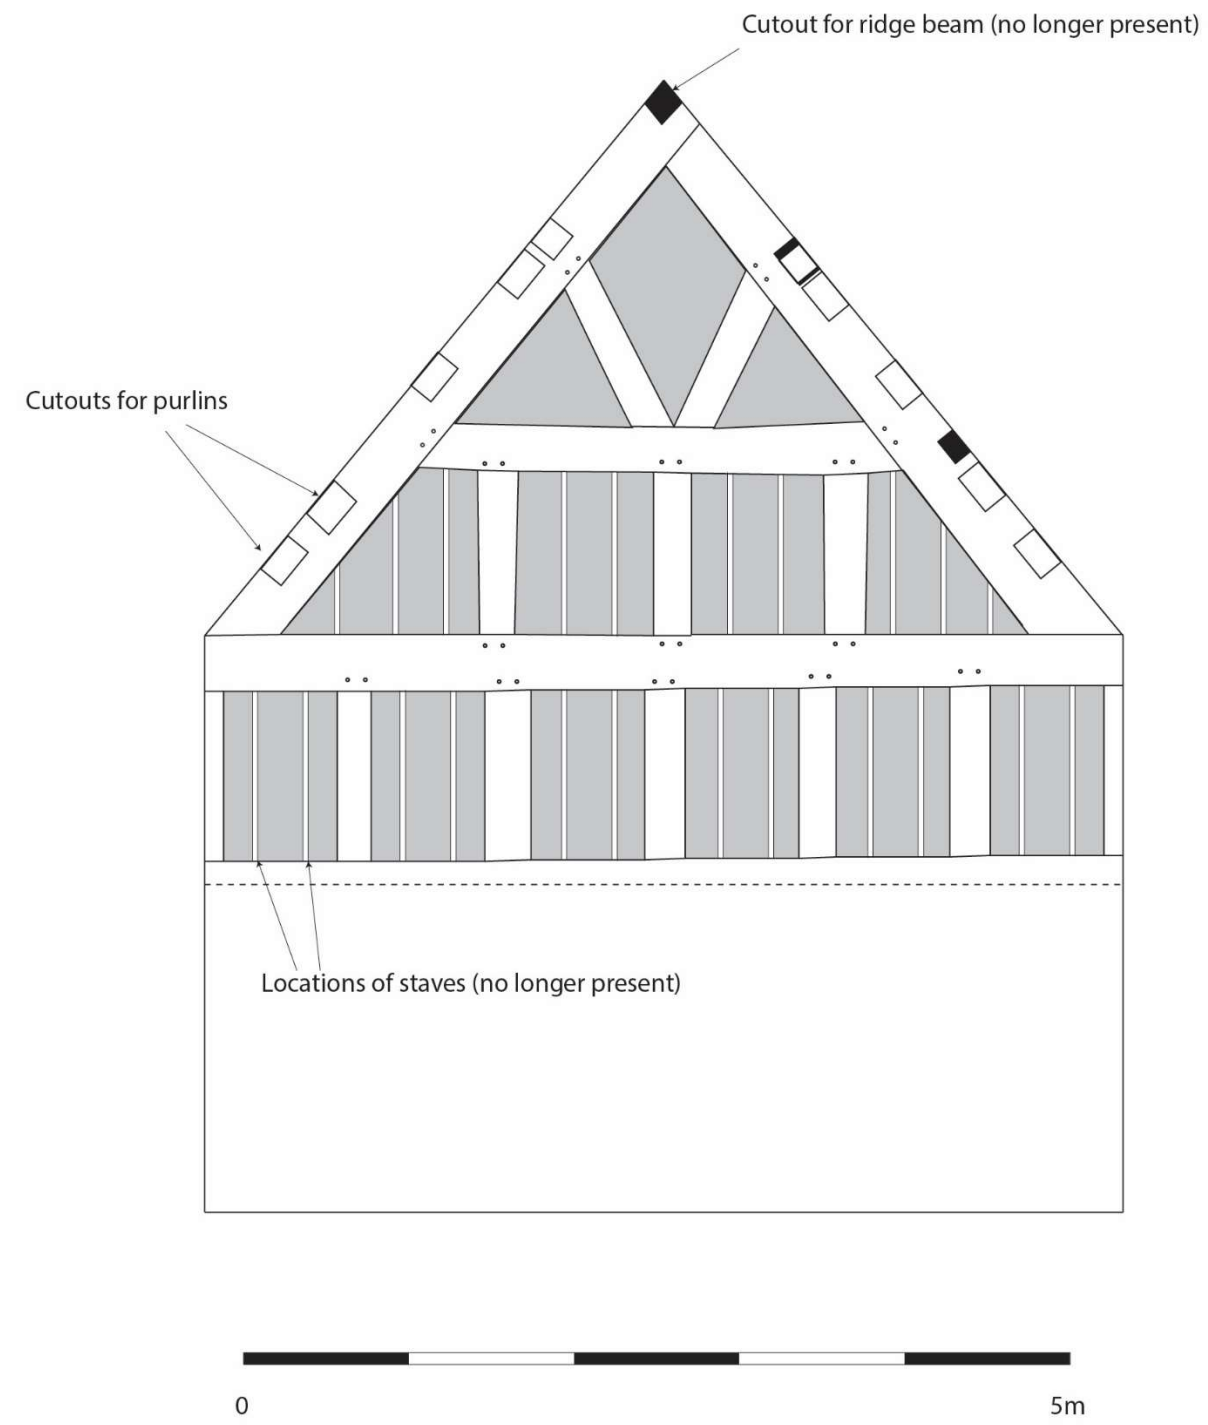 Cutout for ridge beam (no longer present)
Cutouts for purlins
Locations of staves (no longer present)
0
5m